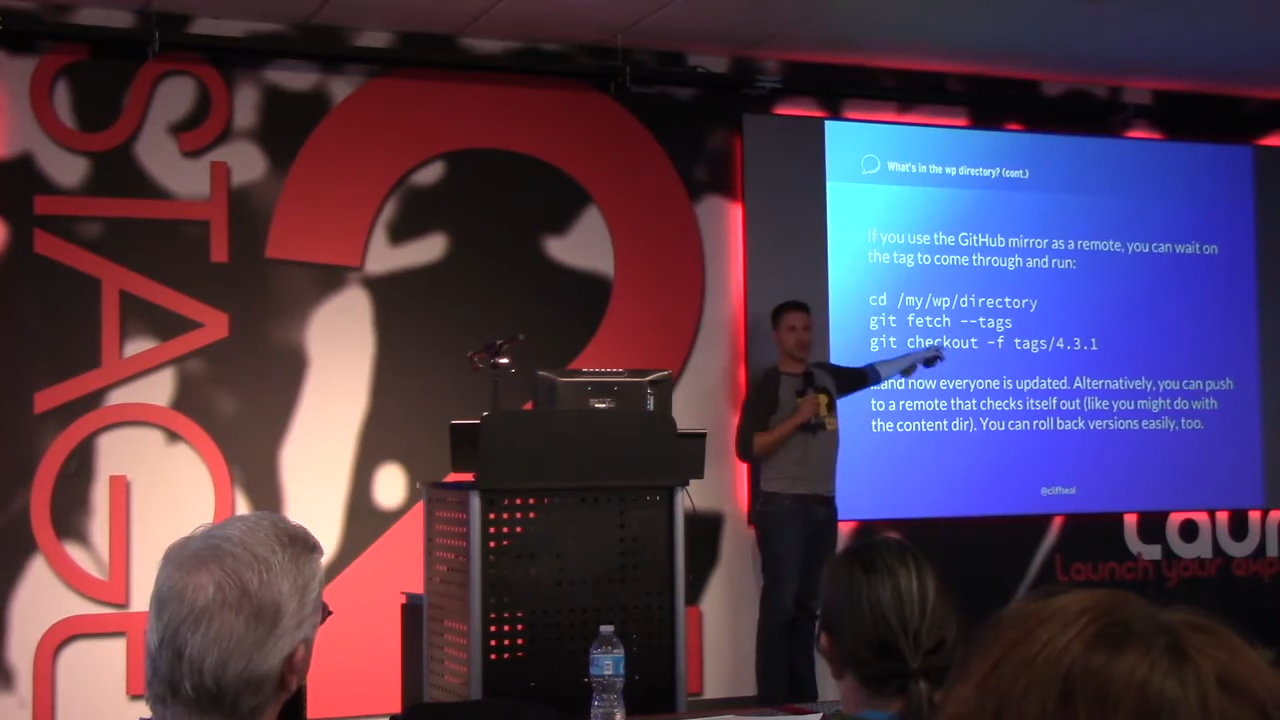 STAGE
2
What's in the wp directory? (cont.)
If you use the GitHub mirror as a remote, you can wait on
the tag to come through and run:
cd /my/wp/directory
git fetch --tags
git checkout -f tags/4.3.1
...and now everyone is updated. Alternatively, you can push
to a remote that checks itself out (like you might do with
the content dir). You can roll back versions easily, too.
@cliffseal
Launch your exp